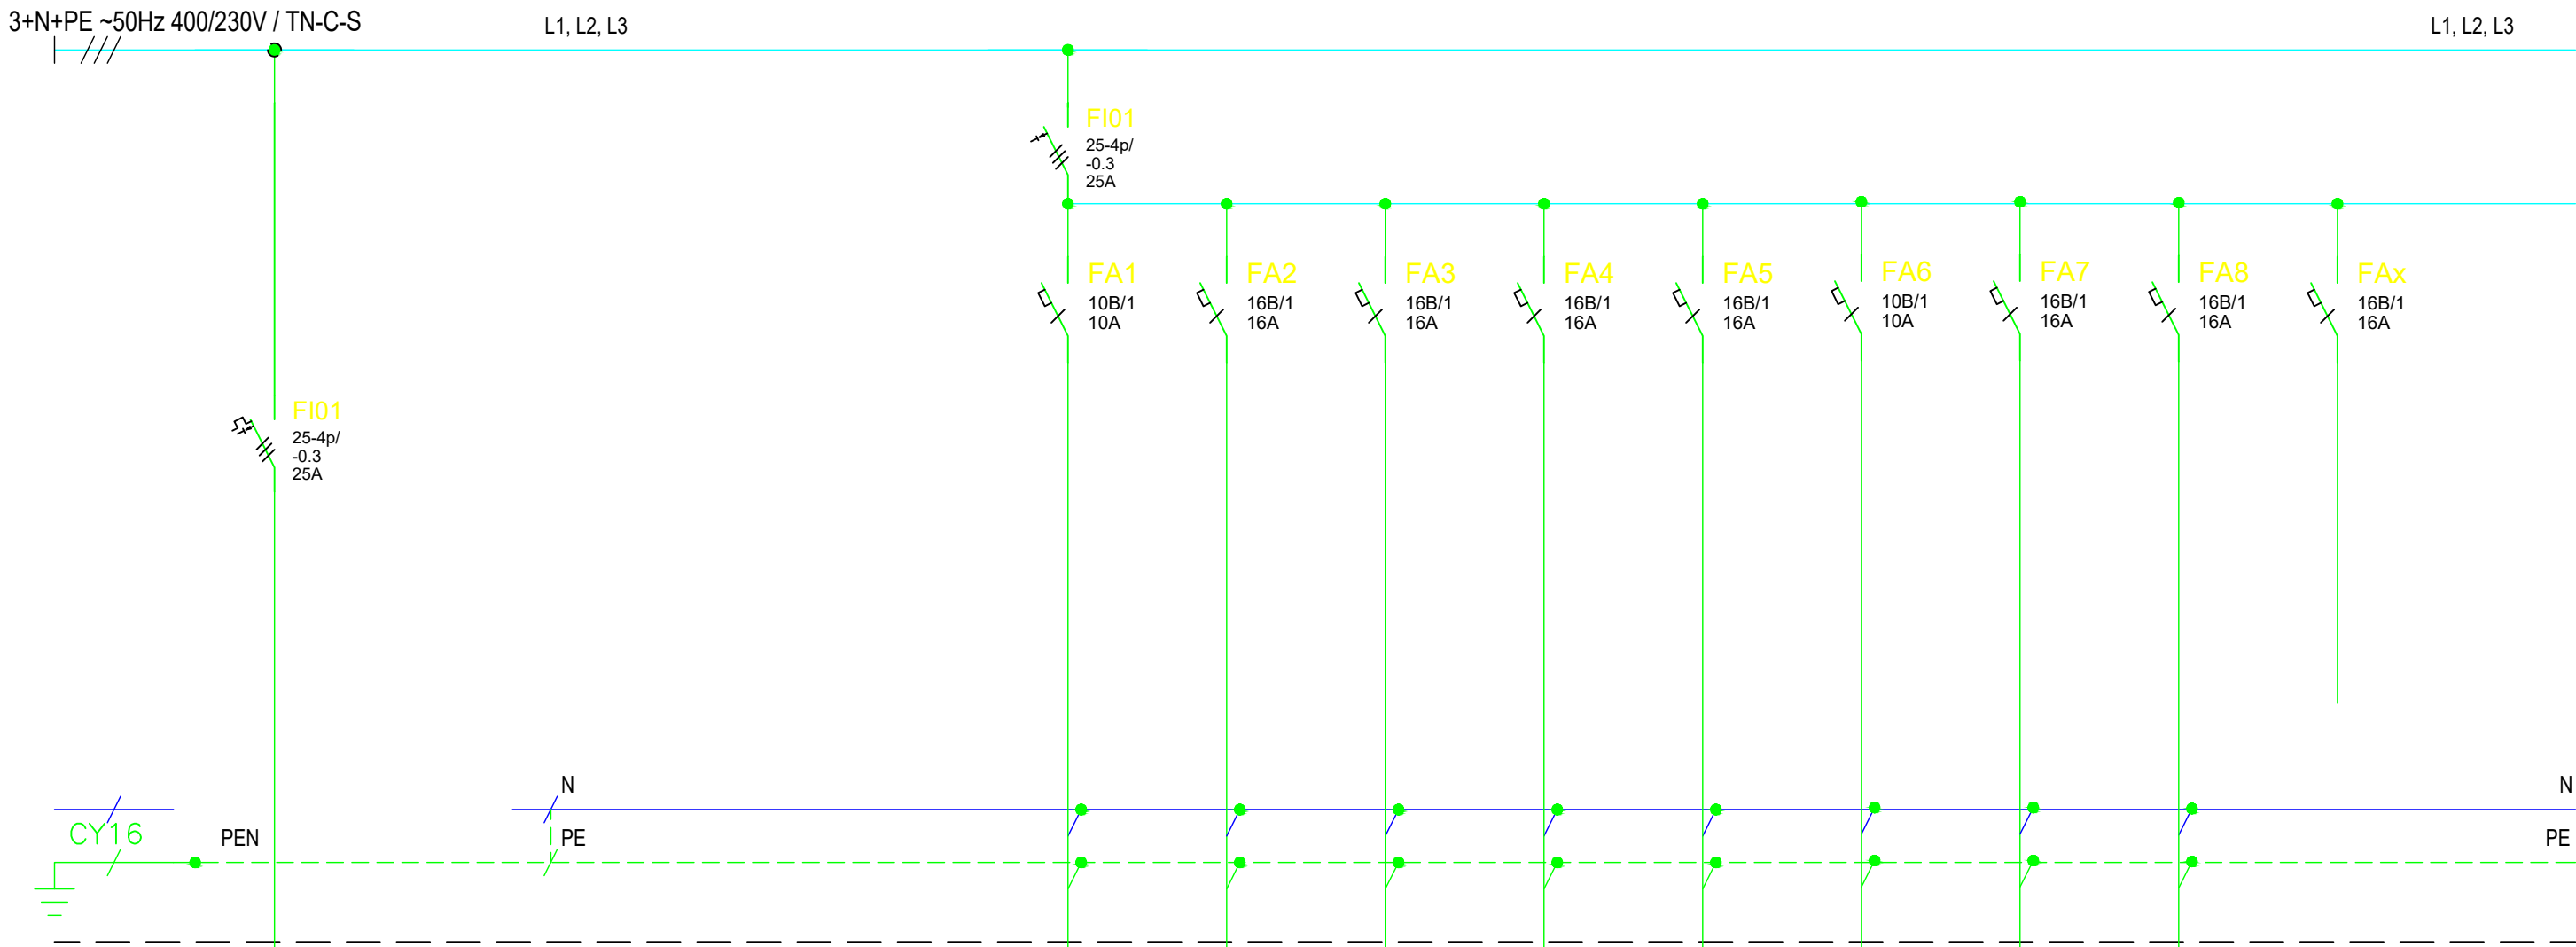 3+N+PE ~50Hz 400/230V / TN-C-S
L1, L2, L3
L1, L2, L3
FI01
25-4p/
-0.3
25A
FA1
10B/1
10A
FA2
16B/1
16A
FA3
16B/1
16A
FA4
16B/1
16A
FA5
16B/1
16A
FA6
10B/1
10A
FA7
16B/1
16A
FA8
16B/1
16A
FAx
16B/1
16A
FI01
25-4p/
-0.3
25A
N
N
CY16
PEN
PE
PE